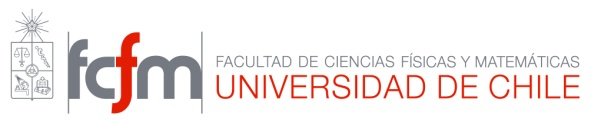 fcfm
FACULTAD DE CIENCIAS FÍSICAS Y MATEMÁTICAS
UNIVERSIDAD DE CHILE